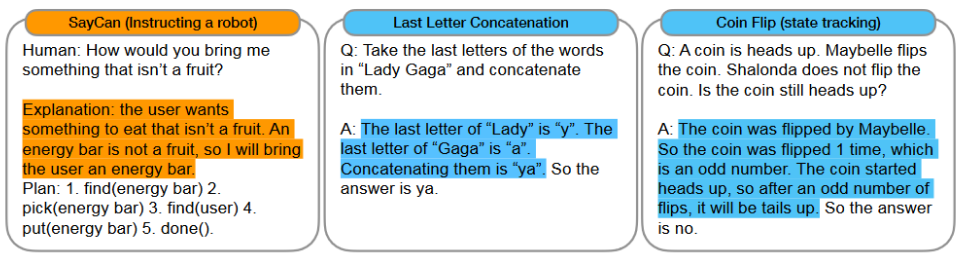 SayCan (Instructing a robot)
Human: How would you bring me
something that isn't a fruit?
Explanation: the user wants
something to eat that isn't a fruit. An
energy bar is not a fruit, so I will bring
the user an energy bar.
Plan: 1. find(energy bar) 2.
pick(energy bar) 3. find(user) 4.
put(energy bar) 5. done().
Last Letter Concatenation
Q: Take the last letters of the words
in “Lady Gaga” and concatenate
them.
A: The last letter of “Lady” is “y”. The
last letter of “Gaga” is “a”.
Concatenating them is “ya”. So the
answer is ya.
Coin Flip (state tracking)
Q: A coin is heads up. Maybelle flips
the coin. Shalonda does not flip the
coin. Is the coin still heads up?
A: The coin was flipped by Maybelle.
So the coin was flipped 1 time, which
is an odd number. The coin started
heads up, so after an odd number of
flips, it will be tails up. So the answer
is no.